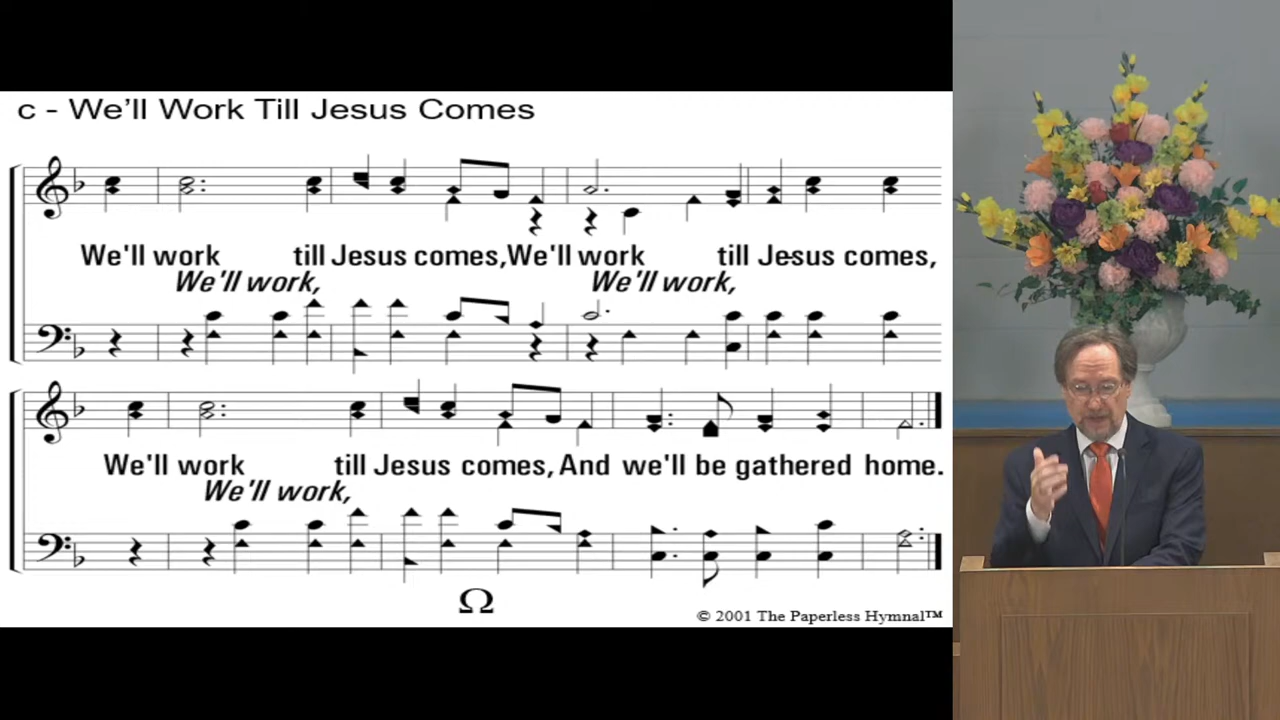 c - We'll Work Till Jesus Comes
We'll work till Jesus comes,We'll work till Jesus comes,
We'll work, We'll work,
We'll work till Jesus comes, And we'll be gathered home.
We'll work,
Ω
© 2001 The Paperless Hymnal™